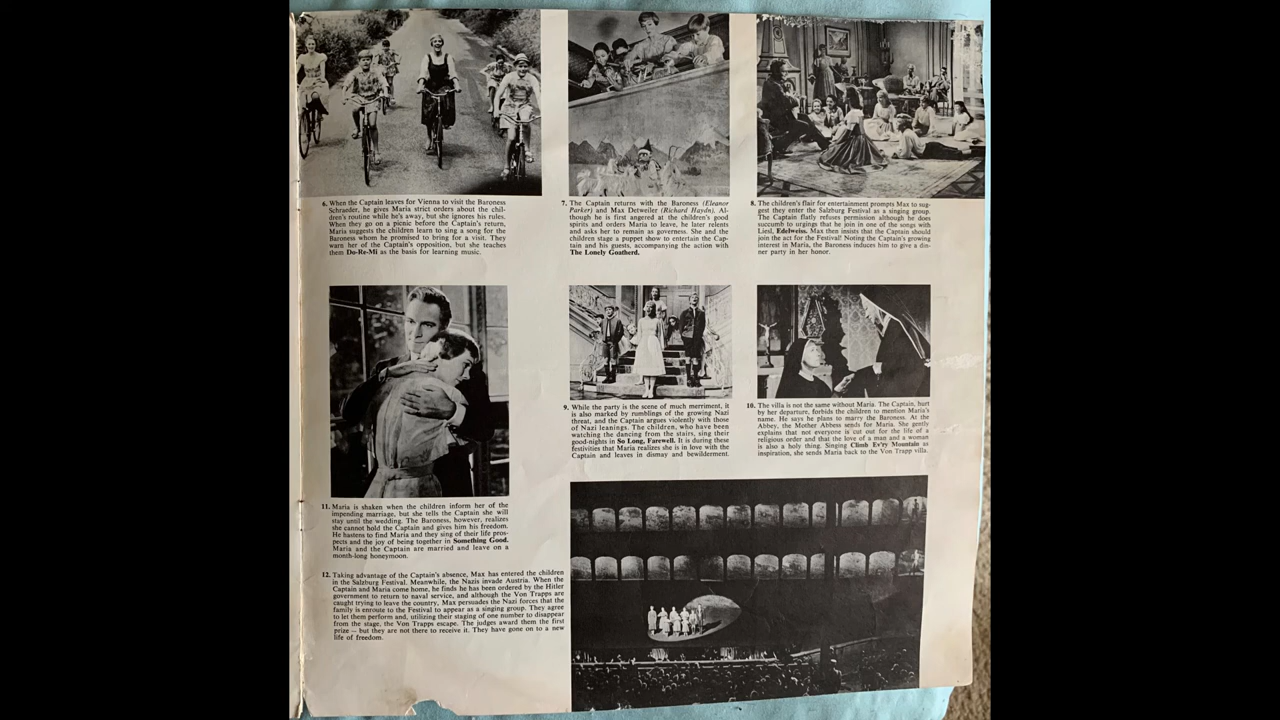 6. When the Captain leaves for Vienna to visit the Baroness
Schraeder, he gives Maria strict orders about the chil-
dren's routine while he's away, but she ignores his rules.
When they go on a picnic before the Captain's return,
Maria suggests the children learn to sing a song for the
Baroness whom he promised to bring for a visit. They
warn her of the Captain's opposition, but she teaches
them Do-Re-Mi as the basis for learning music.
7. The Captain returns with the Baroness (Eleanor
Parker) and Max Detweiler (Richard Haydn). Al-
though he is first angered at the children's good
spirits and orders Maria to leave, he later relents
and asks her to remain as governess. She and the
children stage a puppet show to entertain the Cap-
tain and his guests, accompanying the action with
The Lonely Goatherd.
8. The children's flair for entertainment prompts Max to sug-
gest they enter the Salzburg Festival as a singing group.
The Captain flatly refuses permission although he does
succumb to urgings that he join in one of the songs with
Liesl, Edelweiss. Max then insists that the Captain should
join the act for the Festival! Noting the Captain's growing
interest in Maria, the Baroness induces him to give a din-
ner party in her honor.
9. While the party is the scene of much merriment, it
is also marked by rumblings of the growing Nazi
threat, and the Captain argues violently with those
of Nazi leanings. The children, who have been
watching the dancing from the stairs, sing their
good-nights in So Long, Farewell. It is during these
festivities that Maria realizes she is in love with the
Captain and leaves in dismay and bewilderment.
10. The villa is not the same without Maria. The Captain, hurt
by her departure, forbids the children to mention Maria's
name. He says he plans to marry the Baroness. At the
Abbey, the Mother Abbess sends for Maria. She gently
explains that not everyone is cut out for the life of a
religious order and that the love of a man and a woman
is also a holy thing. Singing Climb Ev'ry Mountain as
inspiration, she sends Maria back to the Von Trapp villa.
11. Maria is shaken when the children inform her of the
impending marriage, but she tells the Captain she will
stay until the wedding. The Baroness, however, realizes
she cannot hold the Captain and gives him his freedom.
He hastens to find Maria and they sing of their life pros-
pects and the joy of being together in Something Good.
Maria and the Captain are married and leave on a
month-long honeymoon.
12. Taking advantage of the Captain's absence, Max has entered the children
in the Salzburg Festival. Meanwhile, the Nazis invade Austria. When the
Captain and Maria come home, he finds he has been ordered by the Hitler
government to return to naval service, and although the Von Trapps are
caught trying to leave the country, Max persuades the Nazi forces that the
family is enroute to the Festival to appear as a singing group. They agree
to let them perform and, utilizing their staging of one number to disappear
from the stage, the Von Trapps escape. The judges award them the first
prize — but they are not there to receive it. They have gone on to a new
life of freedom.